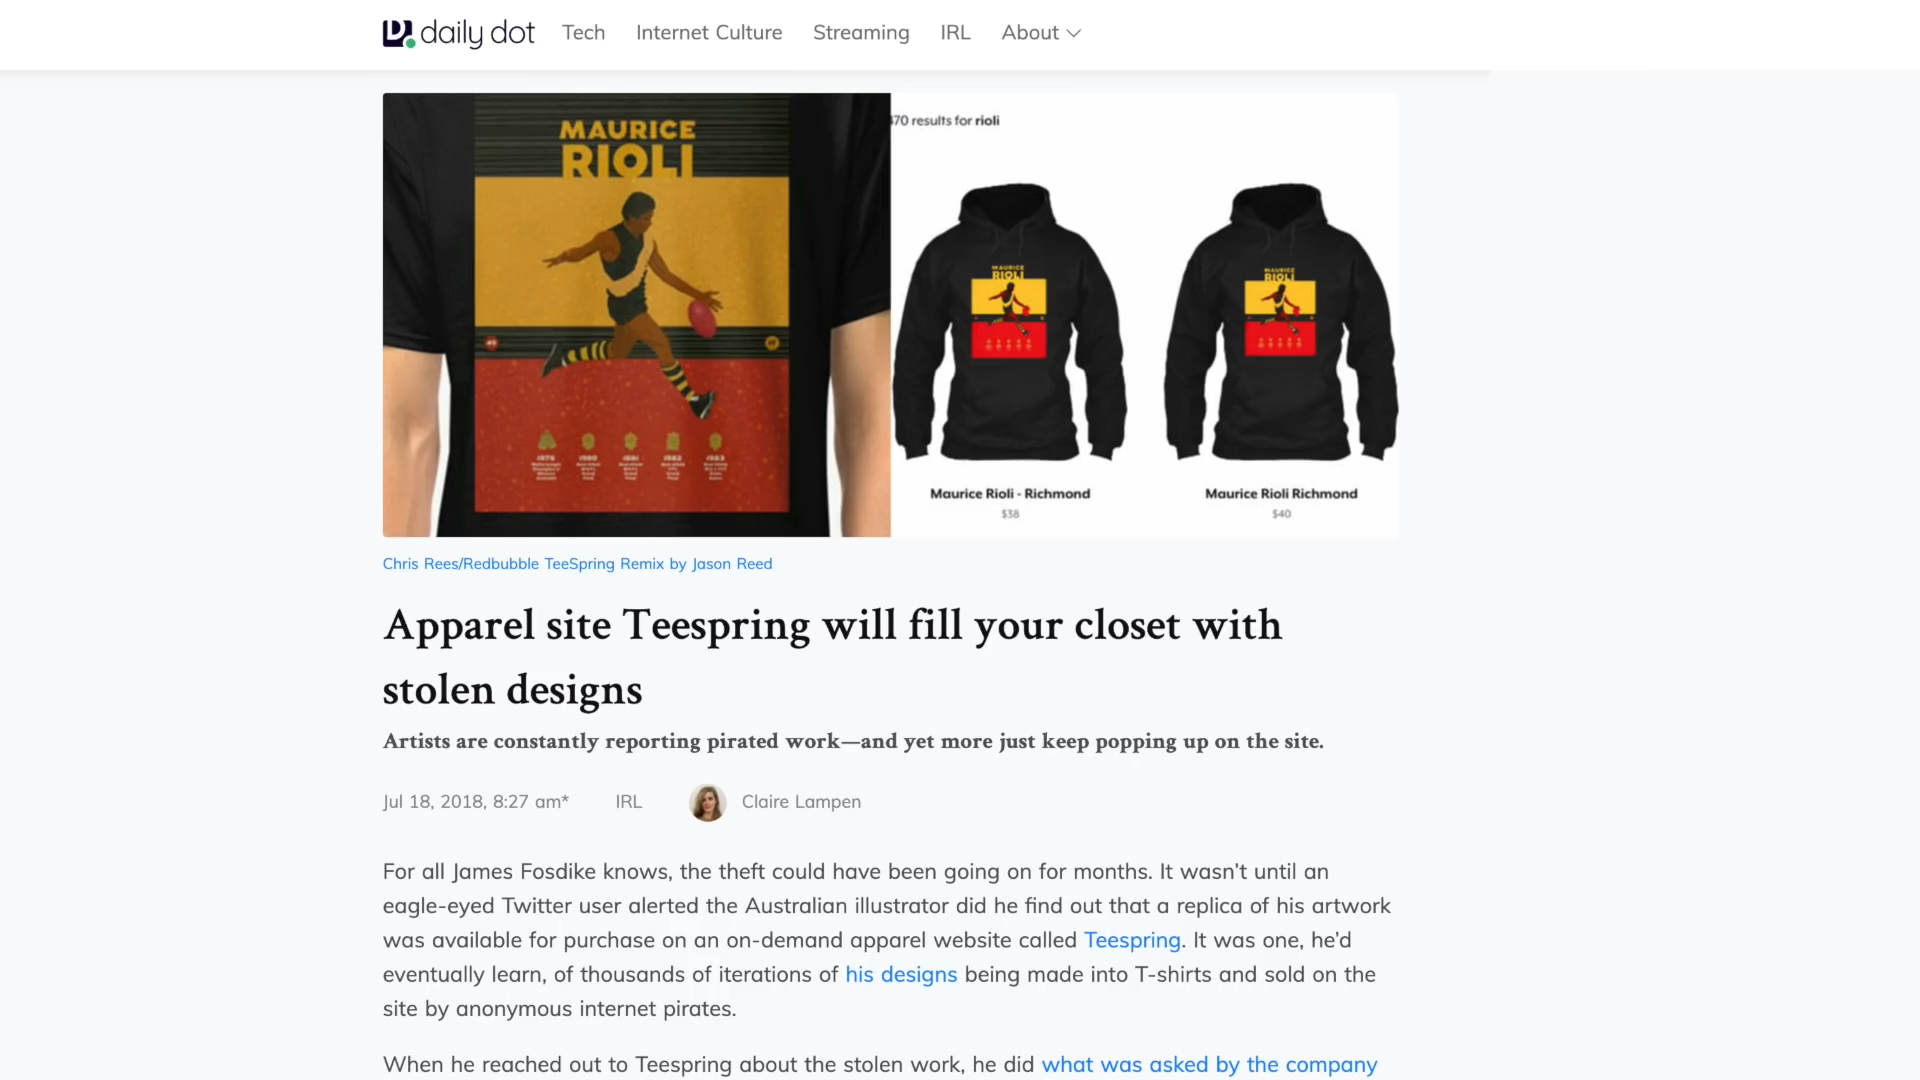 daily dot
Tech
Internet Culture
Streaming
IRL
About
MAURICE
RIOLI
1982
1983
70 results for rioli
MAURICE
RIOLI
MAURICE
RIOLI
Maurice Rioli - Richmond
$38
Maurice Rioli Richmond
$40
Chris Rees/Redbubble TeeSpring Remix by Jason Reed
Apparel site Teespring will fill your closet with
stolen designs
Artists are constantly reporting pirated work—and yet more just keep popping up on the site.
Jul 18, 2018, 8:27 am*
IRL
Claire Lampen
For all James Fosdike knows, the theft could have been going on for months. It wasn’t until an
eagle-eyed Twitter user alerted the Australian illustrator did he find out that a replica of his artwork
was available for purchase on an on-demand apparel website called Teespring. It was one, he’d
eventually learn, of thousands of iterations of his designs being made into T-shirts and sold on the
site by anonymous internet pirates.
When he reached out to Teespring about the stolen work, he did what was asked by the company